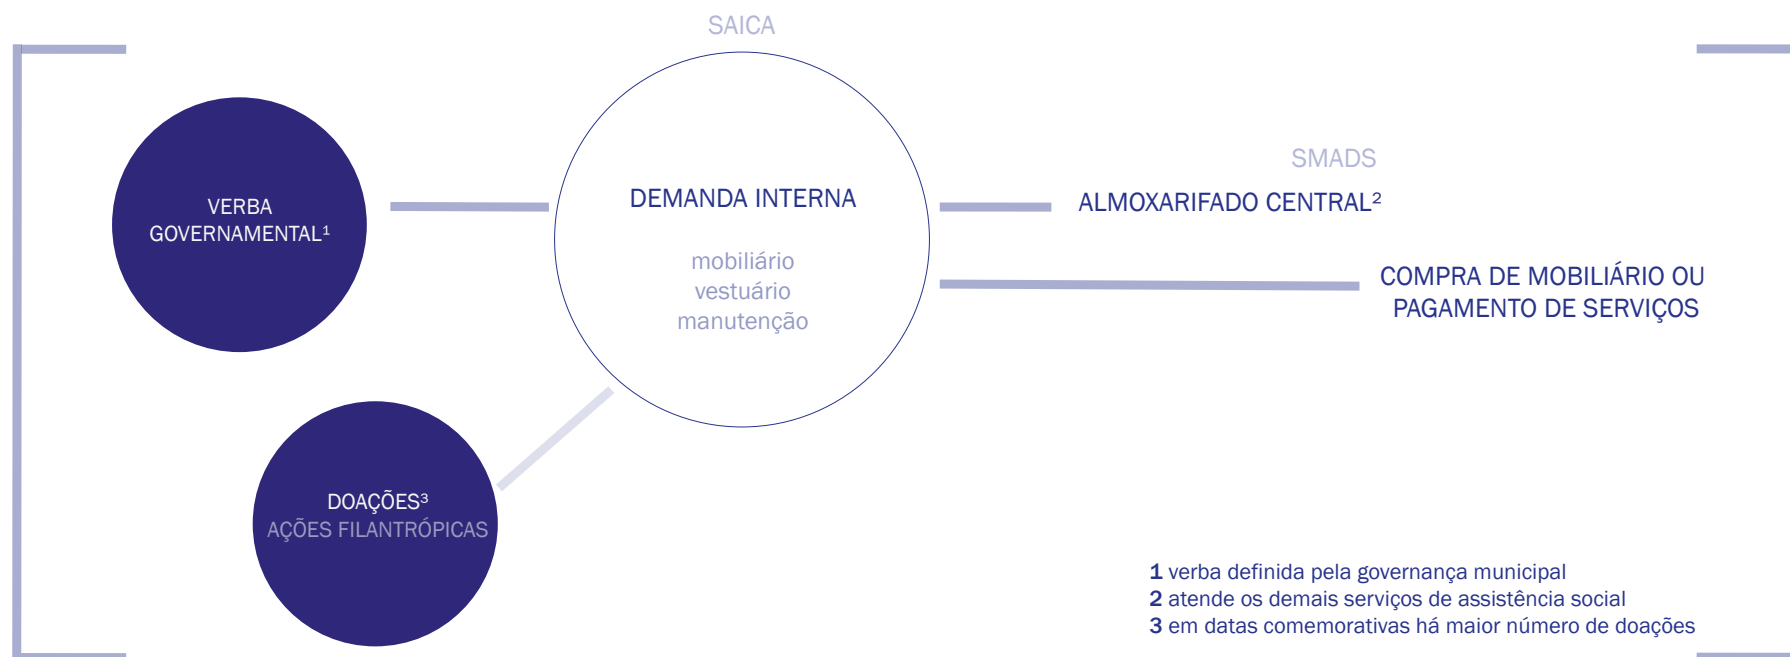 SAICA
VERBA
GOVERNAMENTAL¹
DEMANDA INTERNA
mobiliário
vestuário
manutenção
SMADS
ALMOXARIFADO CENTRAL²
COMPRA DE MOBILIÁRIO OU
PAGAMENTO DE SERVIÇOS
DOAÇÕES³
AÇÕES FILANTRÓPICAS
1 verba definida pela governança municipal
2 atende os demais serviços de assistência social
3 em datas comemorativas há maior número de doações